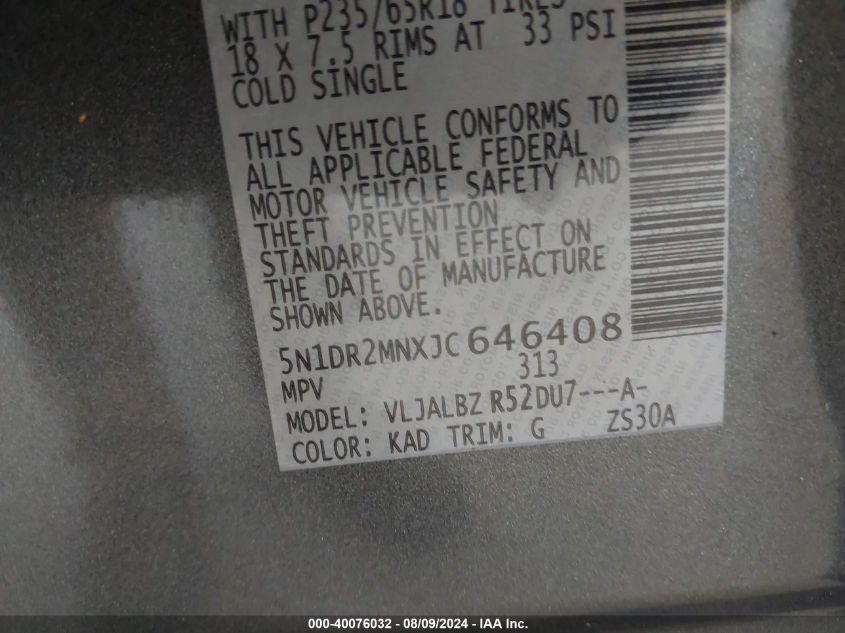 WITH P235/65R18 TIRES
18 X 7.5 RIMS AT 33 PSI
COLD SINGLE
THIS VEHICLE CONFORMS TO
ALL APPLICABLE FEDERAL
MOTOR VEHICLE SAFETY AND
THEFT PREVENTION
STANDARDS IN EFFECT ON
THE DATE OF MANUFACTURE
SHOWN ABOVE.
5N1DR2MNXJC646408
MPV 313
MODEL: VLJALBZ R52DU7---A-
COLOR: KAD TRIM: G ZS30A
000-40076032 - 08/09/2024 - IAA Inc.